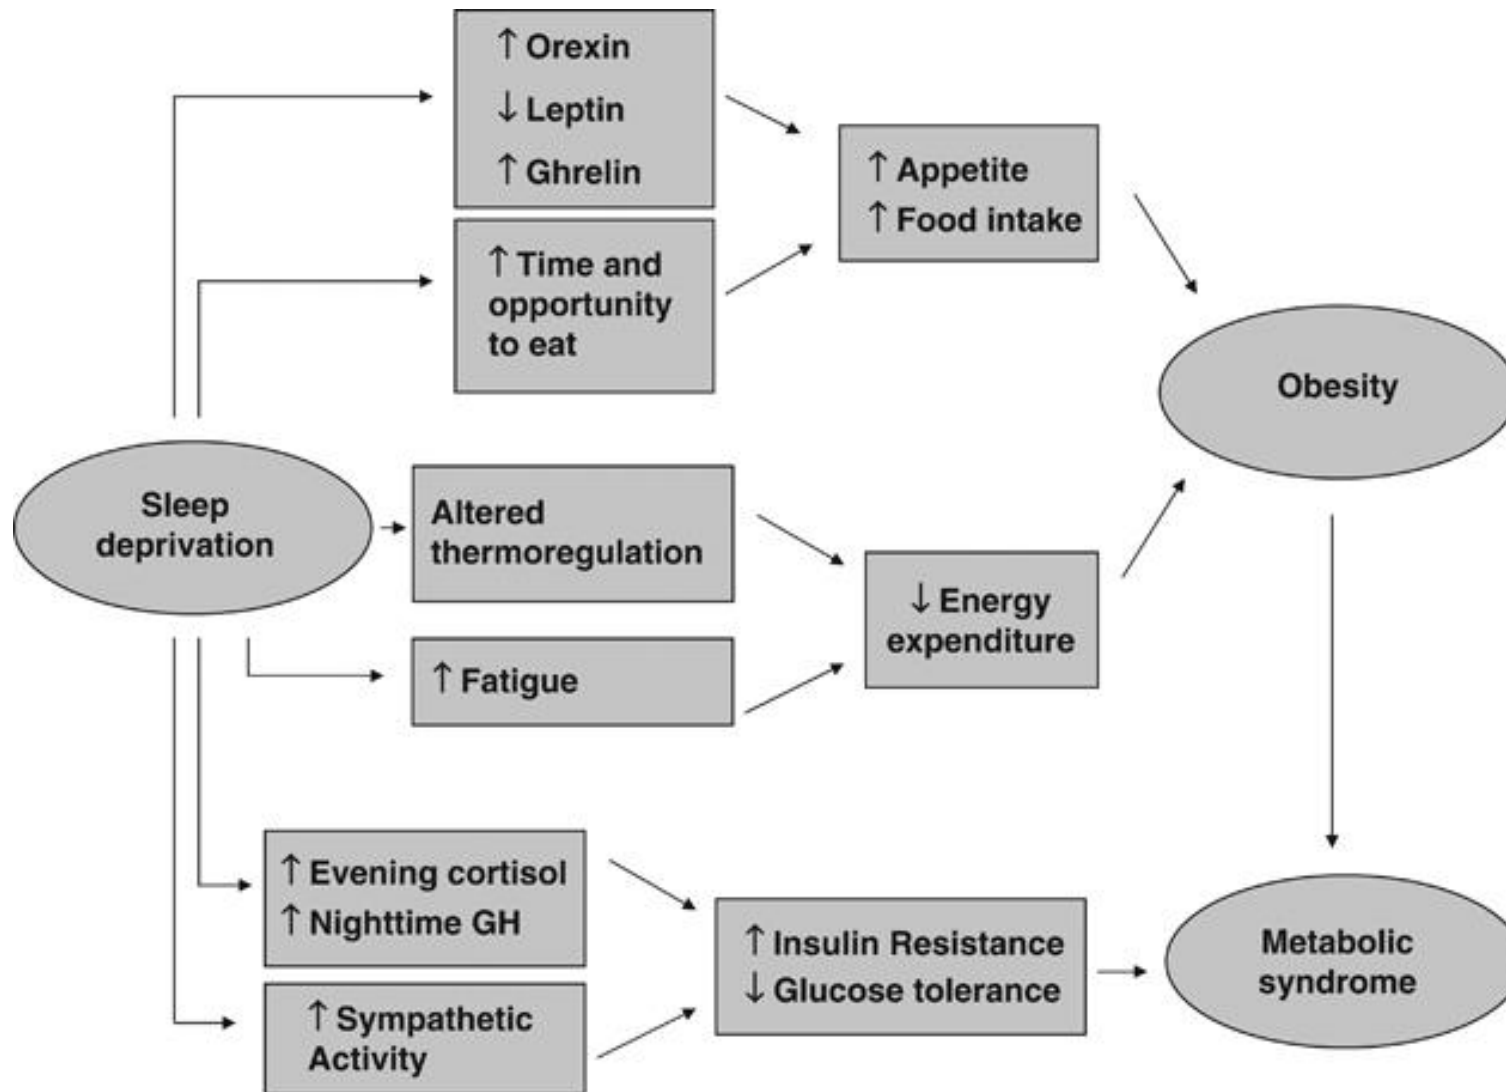 ↑ Orexin
↓ Leptin
↑ Ghrelin
↑ Time and
opportunity
to eat
↑ Appetite
↑ Food intake
Obesity
Sleep
deprivation
Altered
thermoregulation
↑ Fatigue
↓ Energy
expenditure
↑ Evening cortisol
↑ Nighttime GH
↑ Sympathetic
Activity
↑ Insulin Resistance
↓ Glucose tolerance
Metabolic
syndrome